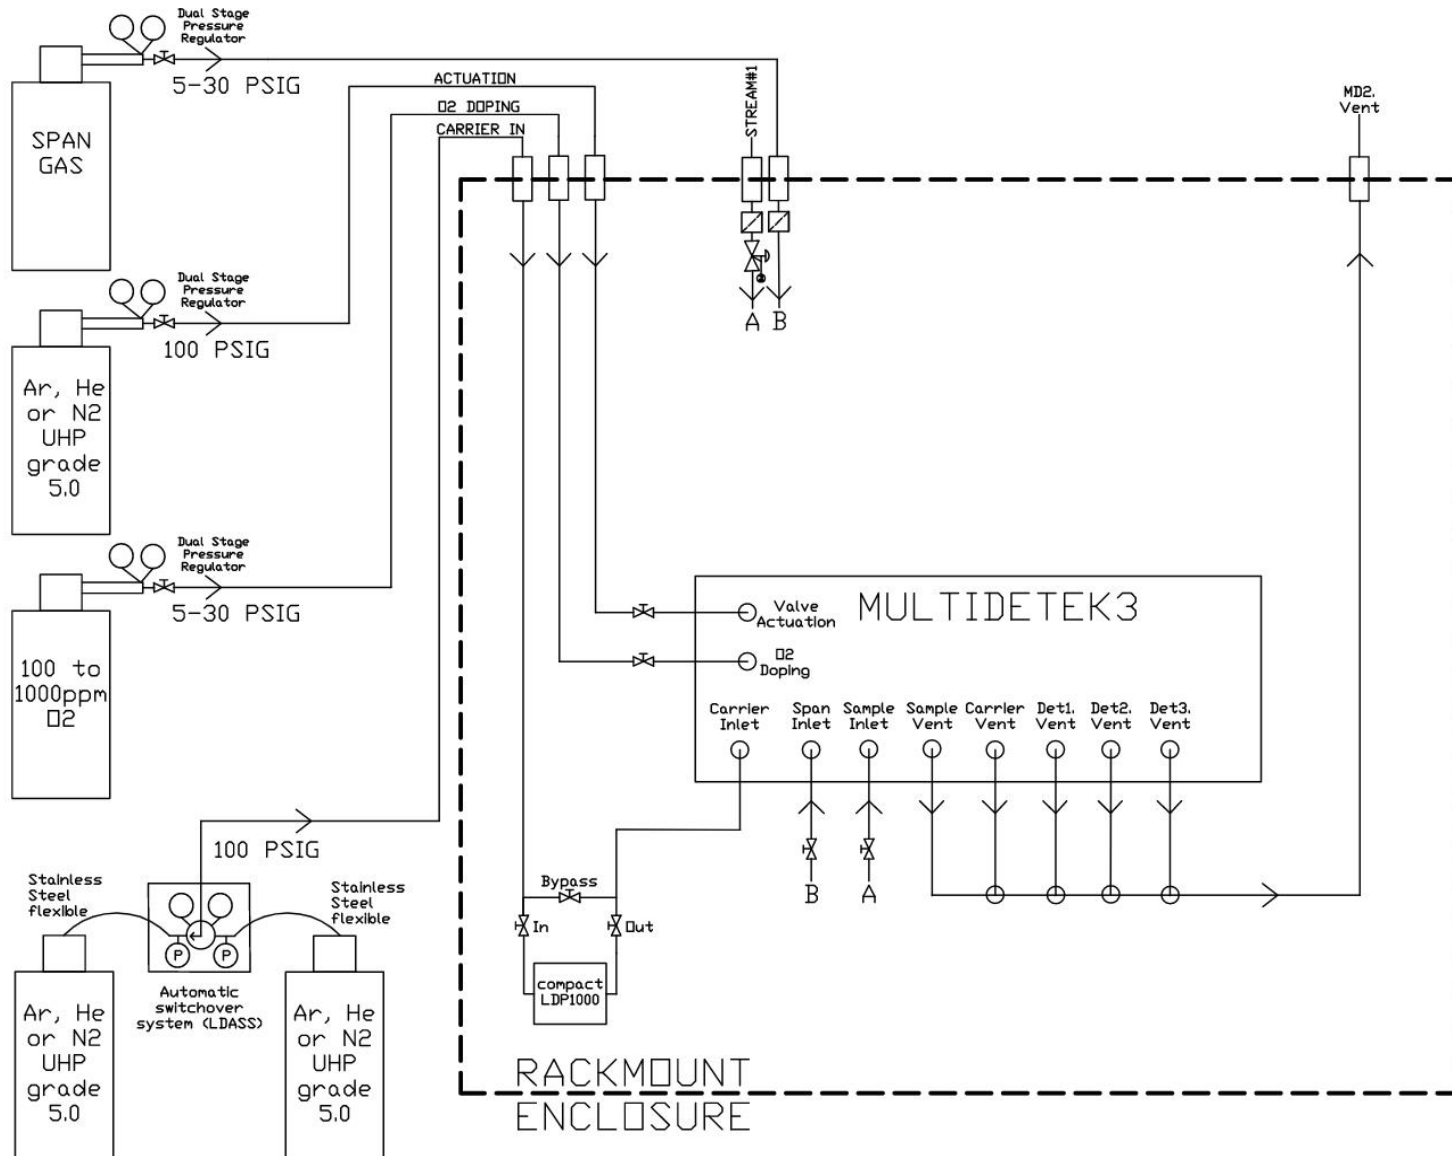 Dual Stage
Pressure
Regulator
5-30 PSIG
SPAN
GAS
ACTUATION
O2 DOPING
CARRIER IN
STREAM#1
MD2.
Vent
A B
Dual Stage
Pressure
Regulator
100 PSIG
Ar, He
or N2
UHP
grade
5.0
Dual Stage
Pressure
Regulator
5-30 PSIG
100 to
1000ppm
O2
MULTIDETEK3
Valve
Actuation
O2
Doping
Carrier
Inlet
Span
Inlet
Sample
Inlet
Sample
Vent
Carrier
Vent
Det1.
Vent
Det2.
Vent
Det3.
Vent
B
A
100 PSIG
Stainless
Steel
flexible
Stainless
Steel
flexible
P
P
Automatic
switchover
system (LDASS)
Ar, He
or N2
UHP
grade
5.0
Ar, He
or N2
UHP
grade
5.0
Bypass
In
Out
compact
LDP1000
RACKMOUNT
ENCLOSURE